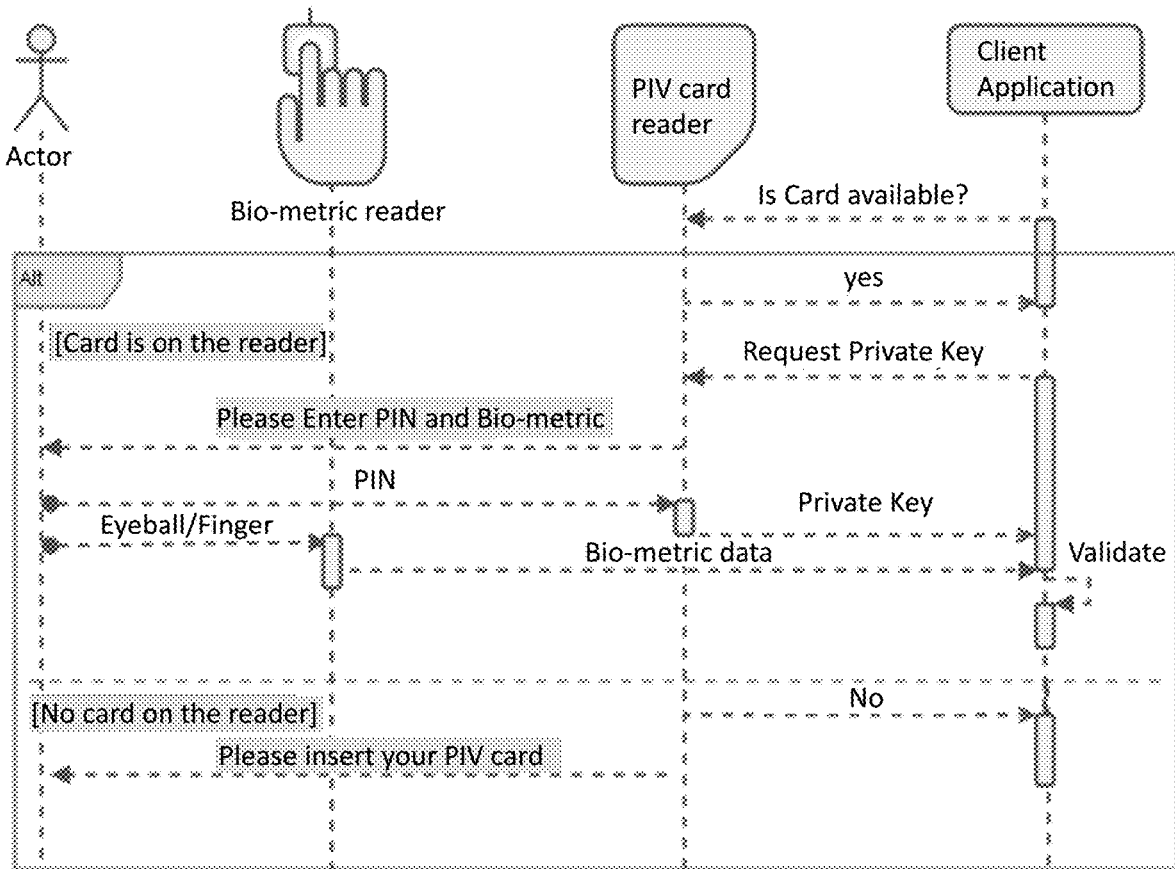 Client
Application
PIV card
reader
Actor
Bio-metric reader
Is Card available?
Alt
yes
[Card is on the reader]
Request Private Key
Please Enter PIN and Bio-metric
PIN
Private Key
Eyeball/Finger
Bio-metric data
Validate
[No card on the reader]
No
Please insert your PIV card